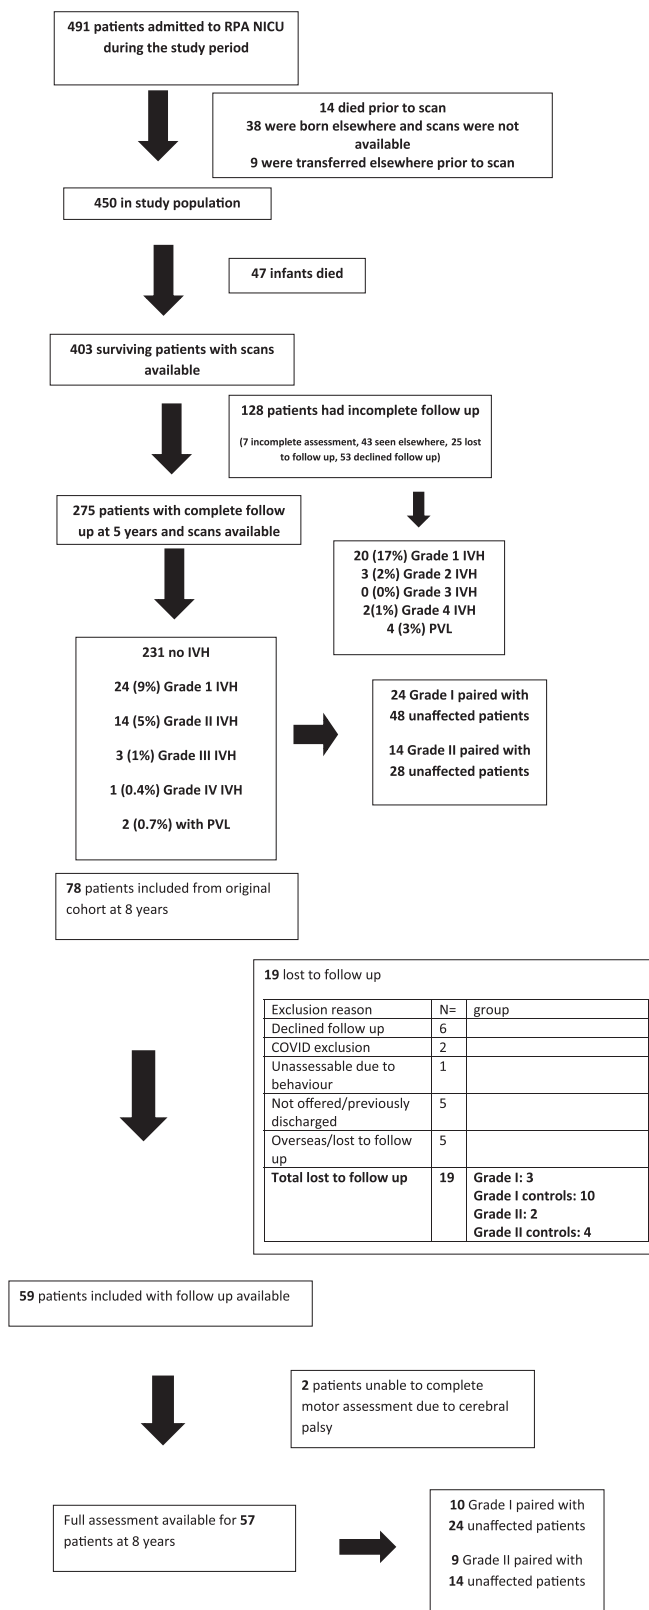 491 patients admitted to RPA NICU
during the study period
14 died prior to scan
38 were born elsewhere and scans were not
available
9 were transferred elsewhere prior to scan
450 in study population
47 infants died
403 surviving patients with scans
available
128 patients had incomplete follow up
(7 incomplete assessment, 43 seen elsewhere, 25 lost
to follow up, 53 declined follow up)
275 patients with complete follow
up at 5 years and scans available
20 (17%) Grade 1 IVH
3 (2%) Grade 2 IVH
0 (0%) Grade 3 IVH
2(1%) Grade 4 IVH
4 (3%) PVL
231 no IVH
24 (9%) Grade 1 IVH
14 (5%) Grade II IVH
3 (1%) Grade III IVH
1 (0.4%) Grade IV IVH
2 (0.7%) with PVL
24 Grade I paired with
48 unaffected patients
14 Grade II paired with
28 unaffected patients
78 patients included from original
cohort at 8 years
19 lost to follow up
Exclusion reason N= group
Declined follow up 6
COVID exclusion 2
Unassessable due to 1
behaviour
Not offered/previously 5
discharged
Overseas/lost to follow 5
up
Total lost to follow up 19 Grade I: 3
Grade I controls: 10
Grade II: 2
Grade II controls: 4
59 patients included with follow up available
2 patients unable to complete
motor assessment due to cerebral
palsy
Full assessment available for 57
patients at 8 years
10 Grade I paired with
24 unaffected patients
9 Grade II paired with
14 unaffected patients